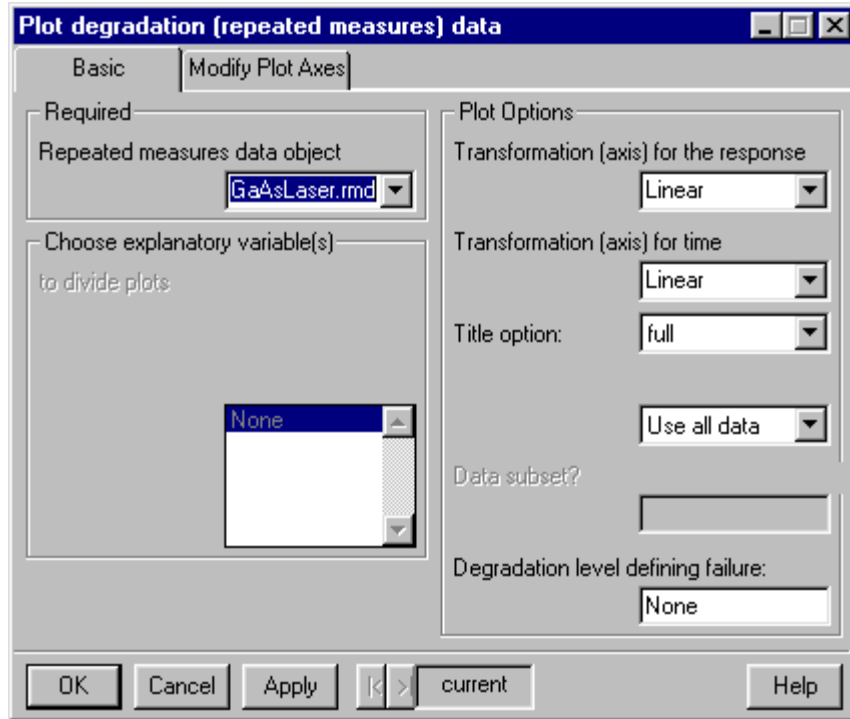 Plot degradation (repeated measures) data
Basic
Modify Plot Axes
Required
Repeated measures data object
GaAsLaser.rmd
Choose explanatory variable(s)
to divide plots
None
Plot Options
Transformation (axis) for the response
Linear
Transformation (axis) for time
Linear
Title option:
full
Use all data
Data subset?
Degradation level defining failure:
None
OK
Cancel
Apply
|<
>|
current
Help